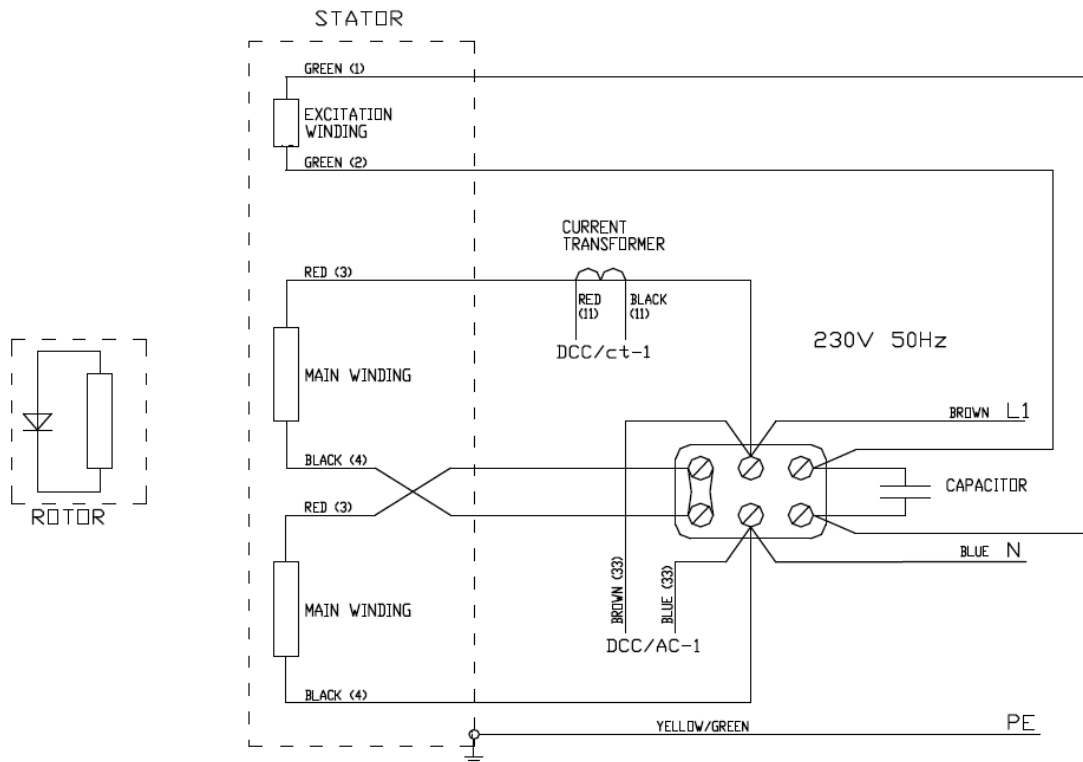 STATOR
GREEN (1)
EXCITATION
WINDING
GREEN (2)
CURRENT
TRANSFORMER
RED (3)
RED
(11)
BLACK
(11)
DCC/ct-1
230V 50Hz
MAIN WINDING
BROWN L1
BLACK (4)
CAPACITOR
RED (3)
ROTOR
BLUE N
BROWN (33)
BLUE (33)
MAIN WINDING
DCC/AC-1
BLACK (4)
YELLOW/GREEN
PE